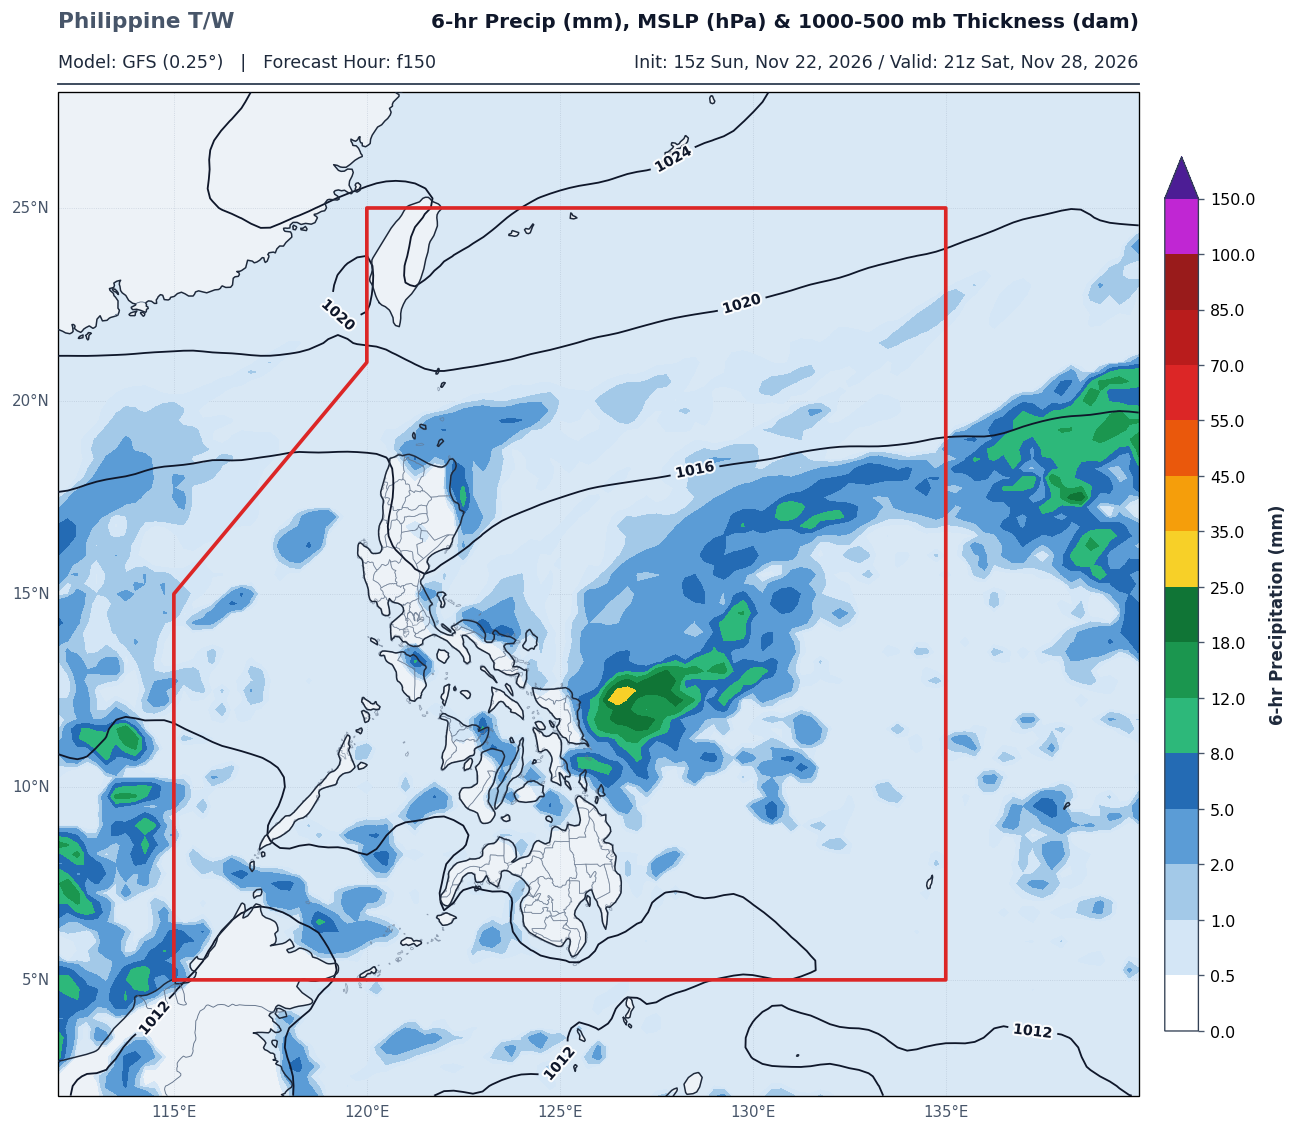 Philippine T/W
6-hr Precip (mm), MSLP (hPa) & 1000-500 mb Thickness (dam)
Model: GFS (0.25°) | Forecast Hour: f150
Init: 15z Sun, Nov 22, 2026 / Valid: 21z Sat, Nov 28, 2026
1024
1020
1020
1016
1012
1012
1012
25°N
20°N
15°N
10°N
5°N
115°E
120°E
125°E
130°E
135°E
150.0
100.0
85.0
70.0
55.0
45.0
35.0
25.0
18.0
12.0
8.0
5.0
2.0
1.0
0.5
0.0
6-hr Precipitation (mm)